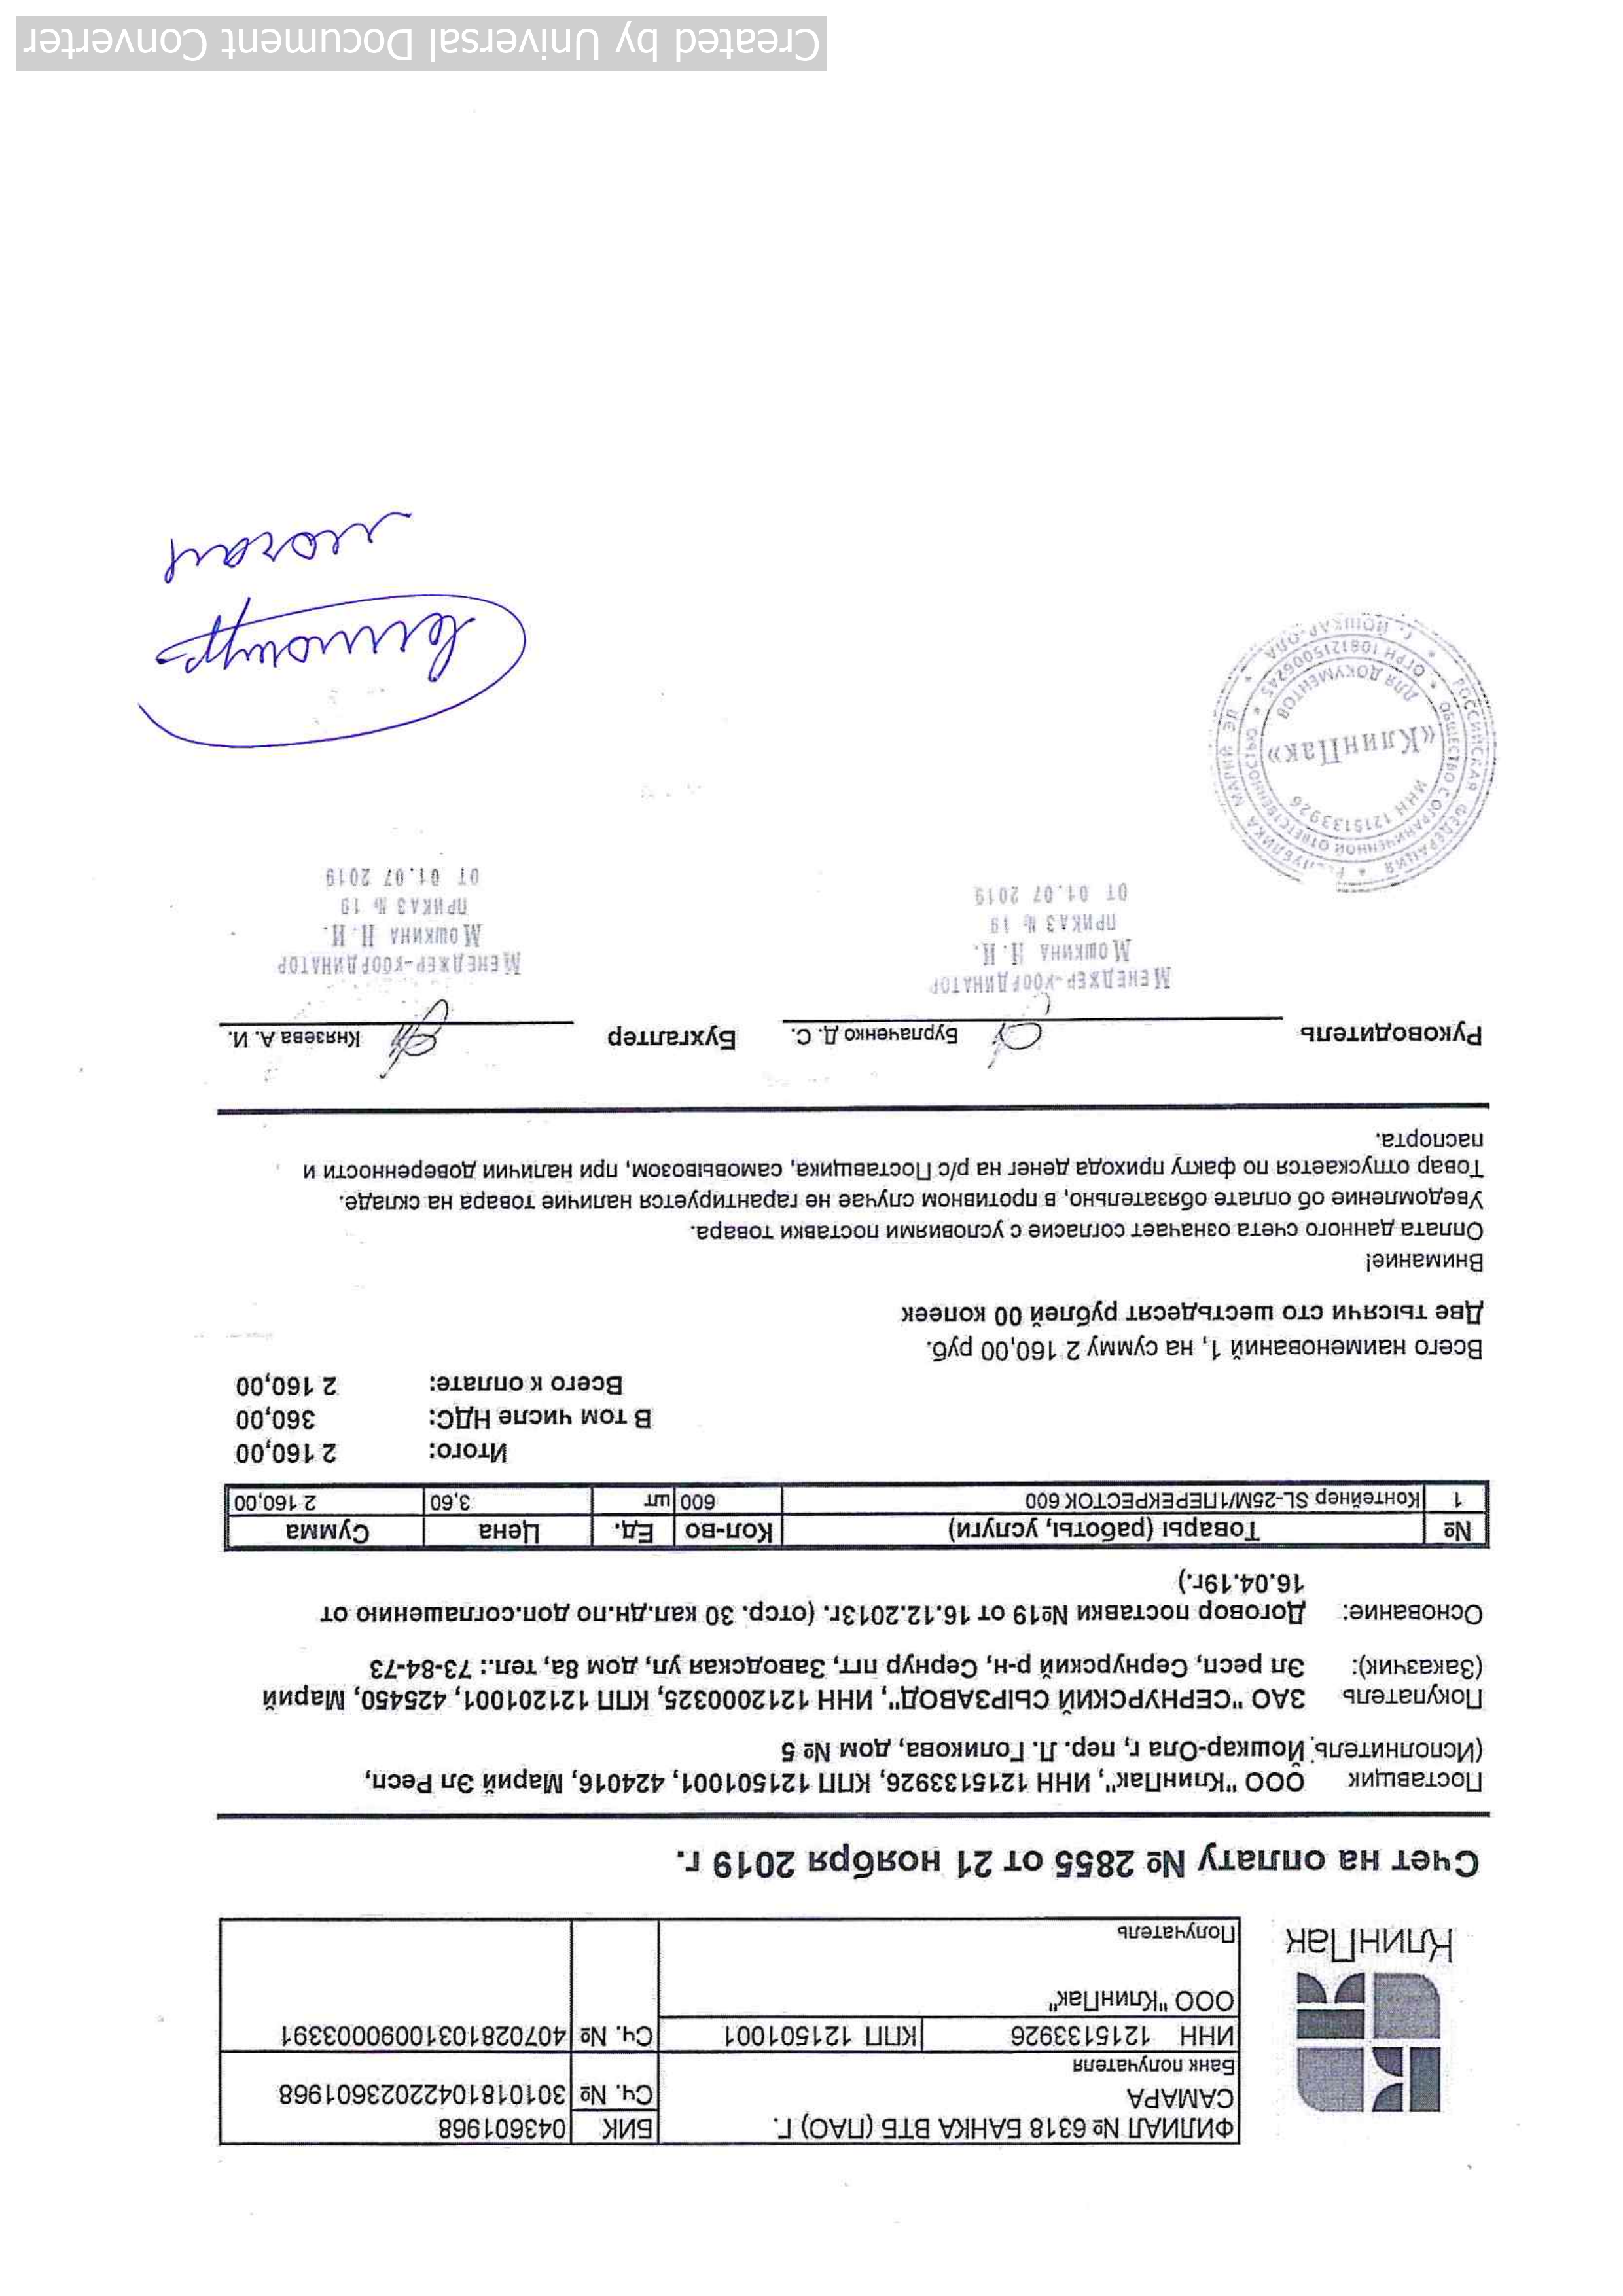 КлинПак
ФИЛИАЛ № 6318 БАНКА ВТБ (ПАО) Г.
САМАРА
Банк получателя
БИК 043601968
Сч. № 30101810422023601968
ИНН 1215133926 КПП 121501001 Сч. № 40702810310090003391
ООО "КлинПак"
Получатель
Счет на оплату № 2855 от 21 ноября 2019 г.
Поставщик ООО "КлинПак", ИНН 1215133926, КПП 121501001, 424016, Марий Эл Респ,
(Исполнитель; Йошкар-Ола г, пер. Л. Голикова, дом № 5
Покупатель ЗАО "СЕРНУРСКИЙ СЫРЗАВОД", ИНН 1212000325, КПП 121201001, 425450, Марий
(Заказчик): Эл респ, Сернурский р-н, Сернур пгт, Заводская ул, дом 8а, тел.: 73-84-73
Основание: Договор поставки №19 от 16.12.2013г. (отср. 30 кал.дн.по доп.соглашению от
16.04.19г.)
№ Товары (работы, услуги) Кол-во Ед. Цена Сумма
1 Контейнер SL-25М/1ПЕРЕКРЕСТОК 600 600 шт 3,60 2 160,00
Итого: 2 160,00
В том числе НДС: 360,00
Всего к оплате: 2 160,00
Всего наименований 1, на сумму 2 160,00 руб.
Две тысячи сто шестьдесят рублей 00 копеек
Внимание!
Оплата данного счета означает согласие с условиями поставки товара.
Уведомление об оплате обязательно, в противном случае не гарантируется наличие товара на складе.
Товар отпускается по факту прихода денег на р/с Поставщика, самовывозом, при наличии доверенности и
паспорта.
Руководитель Бурлаченко Д. С. Бухгалтер Князева А. И.
Менеджер-координатор
Мошкина Н.И.
приказ № 19
от 01.07 2019
Менеджер-координатор
Мошкина Н.И.
приказ № 19
от 01.07 2019
РОССИЙСКАЯ ФЕДЕРАЦИЯ * РЕСПУБЛИКА МАРИЙ ЭЛ * Г. ЙОШКАР-ОЛА *
ОБЩЕСТВО С ОГРАНИЧЕННОЙ ОТВЕТСТВЕННОСТЬЮ * ОГРН 1081215006245 *
ИНН 1215133926
«КлинПак»
ДЛЯ ДОКУМЕНТОВ
Created by Universal Document Converter